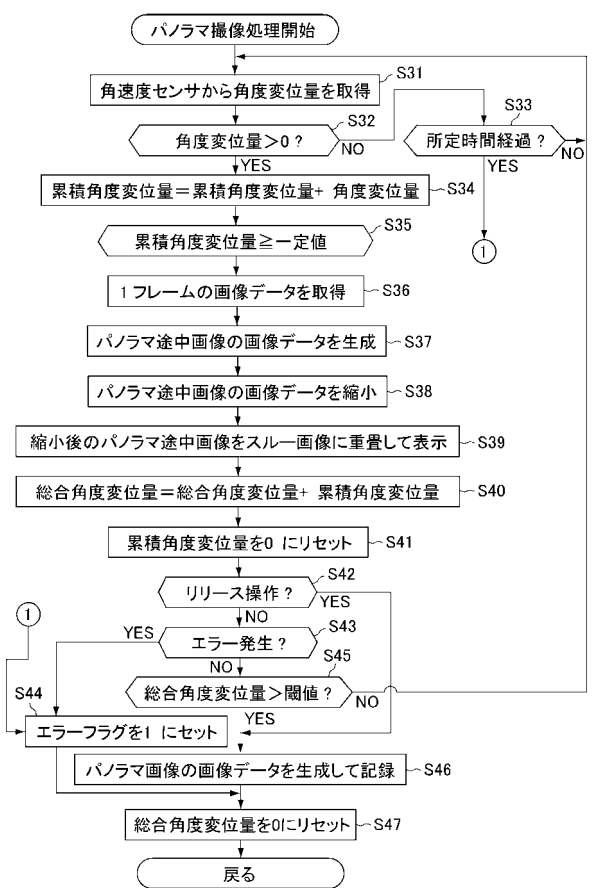 パノラマ撮像処理開始
角速度センサから角度変位量を取得
S31
角度変位量＞0？
S32
YES
NO
所定時間経過？
S33
YES
NO
①
累積角度変位量＝累積角度変位量+ 角度変位量
S34
累積角度変位量≧一定値
S35
1フレームの画像データを取得
S36
パノラマ途中画像の画像データを生成
S37
パノラマ途中画像の画像データを縮小
S38
縮小後のパノラマ途中画像をスルー画像に重畳して表示
S39
総合角度変位量＝総合角度変位量+ 累積角度変位量
S40
累積角度変位量を0 にリセット
S41
リリース操作？
S42
YES
NO
①
エラー発生？
S43
YES
NO
総合角度変位量＞閾値？
S45
NO
YES
S44
エラーフラグを1 にセット
パノラマ画像の画像データを生成して記録
S46
総合角度変位量を0にリセット
S47
戻る